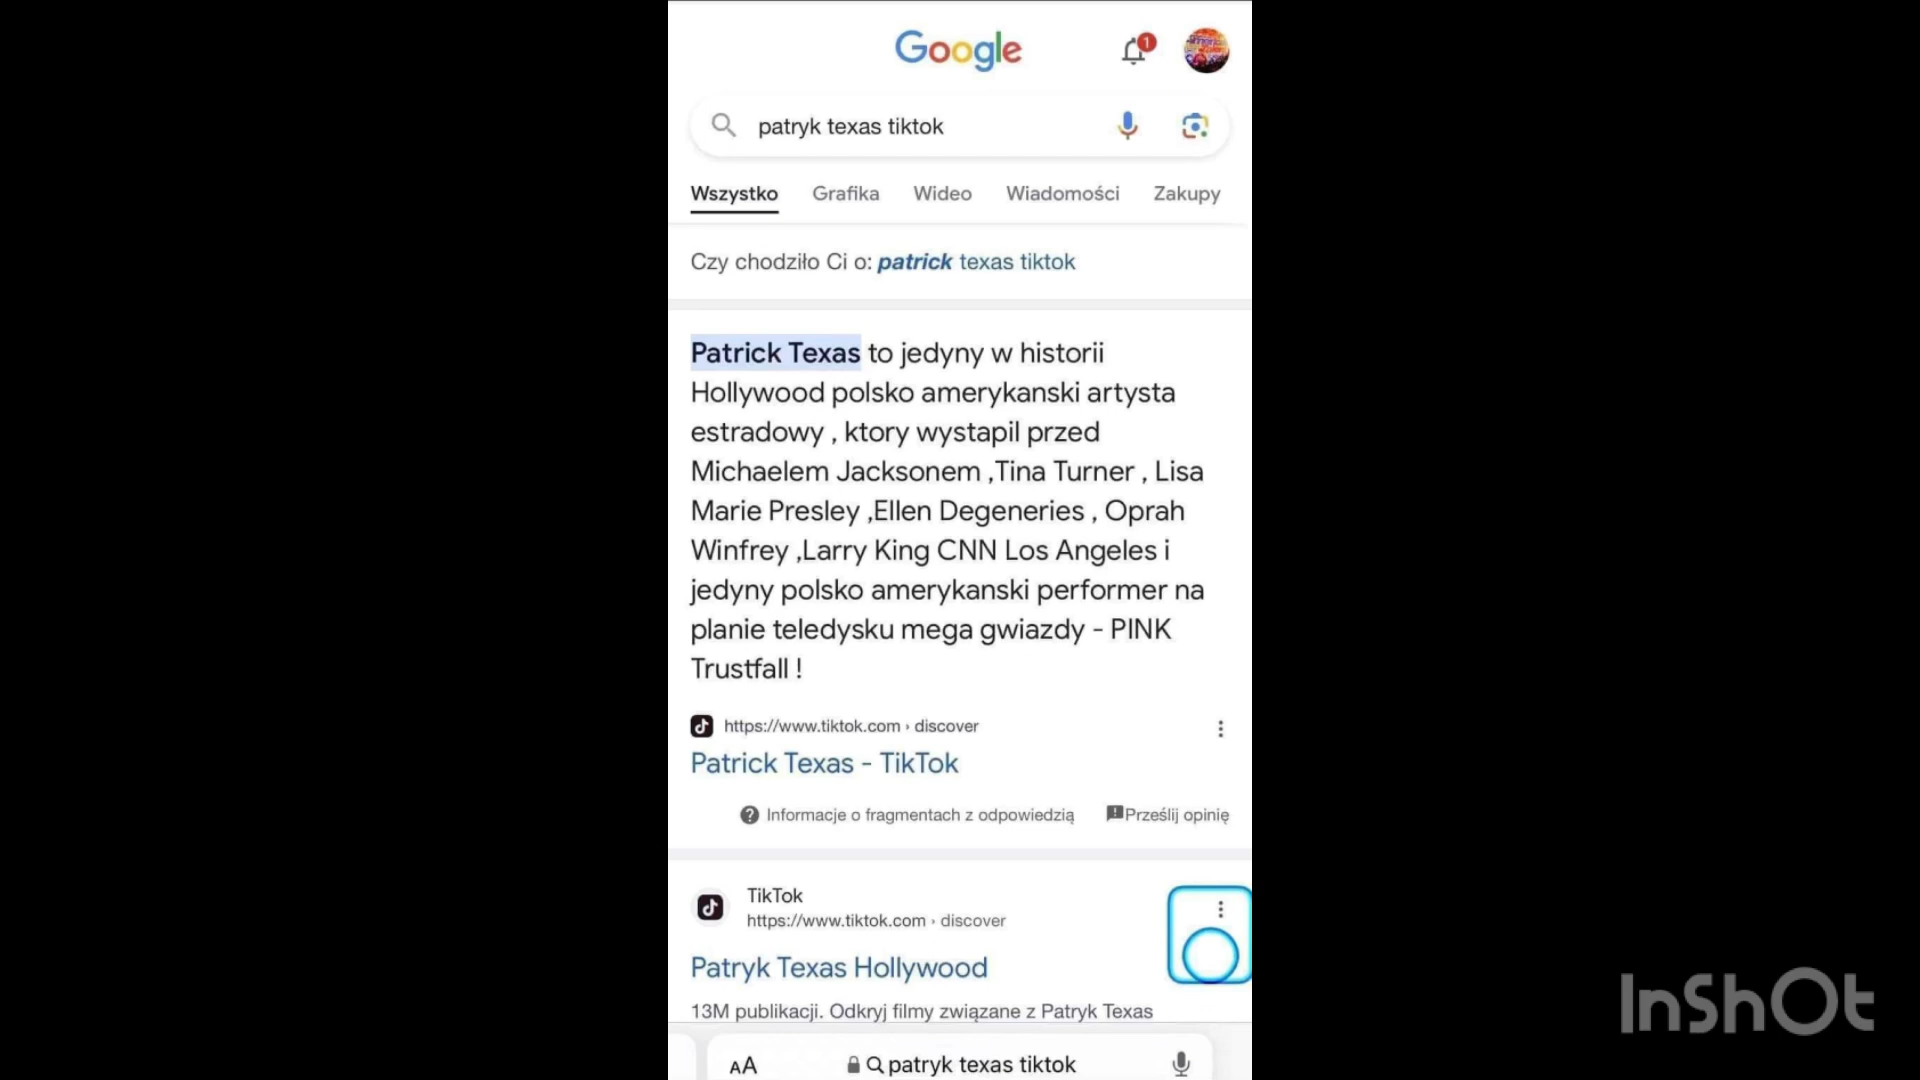 Google
1
patryk texas tiktok
Wszystko Grafika Wideo Wiadomości Zakupy
Czy chodziło Ci o: patrick texas tiktok
Patrick Texas to jedyny w historii
Hollywood polsko amerykanski artysta
estradowy , ktory wystapil przed
Michaelem Jacksonem ,Tina Turner , Lisa
Marie Presley ,Ellen Degeneries , Oprah
Winfrey ,Larry King CNN Los Angeles i
jedyny polsko amerykanski performer na
planie teledysku mega gwiazdy - PINK
Trustfall !
https://www.tiktok.com › discover
Patrick Texas - TikTok
Informacje o fragmentach z odpowiedzią Prześlij opinię
TikTok
https://www.tiktok.com › discover
Patryk Texas Hollywood
13M publikacji. Odkryj filmy związane z Patryk Texas
AA patryk texas tiktok
InShOt